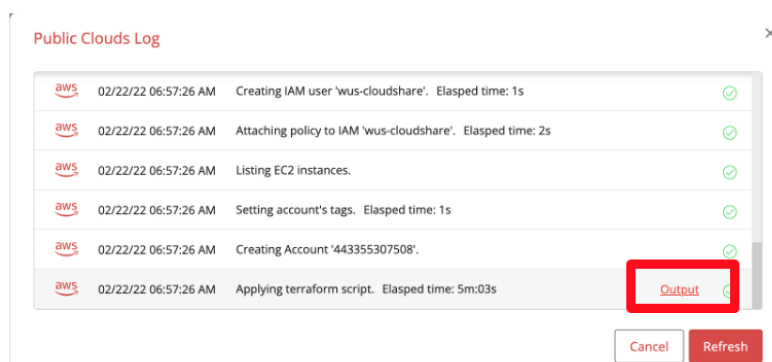 Public Clouds Log
aws 02/22/22 06:57:26 AM Creating IAM user 'wus-cloudshare'. Elasped time: 1s
aws 02/22/22 06:57:26 AM Attaching policy to IAM 'wus-cloudshare'. Elasped time: 2s
aws 02/22/22 06:57:26 AM Listing EC2 instances.
aws 02/22/22 06:57:26 AM Setting account's tags. Elasped time: 1s
aws 02/22/22 06:57:26 AM Creating Account '443355307508'.
aws 02/22/22 06:57:26 AM Applying terraform script. Elasped time: 5m:03s Output
Cancel Refresh